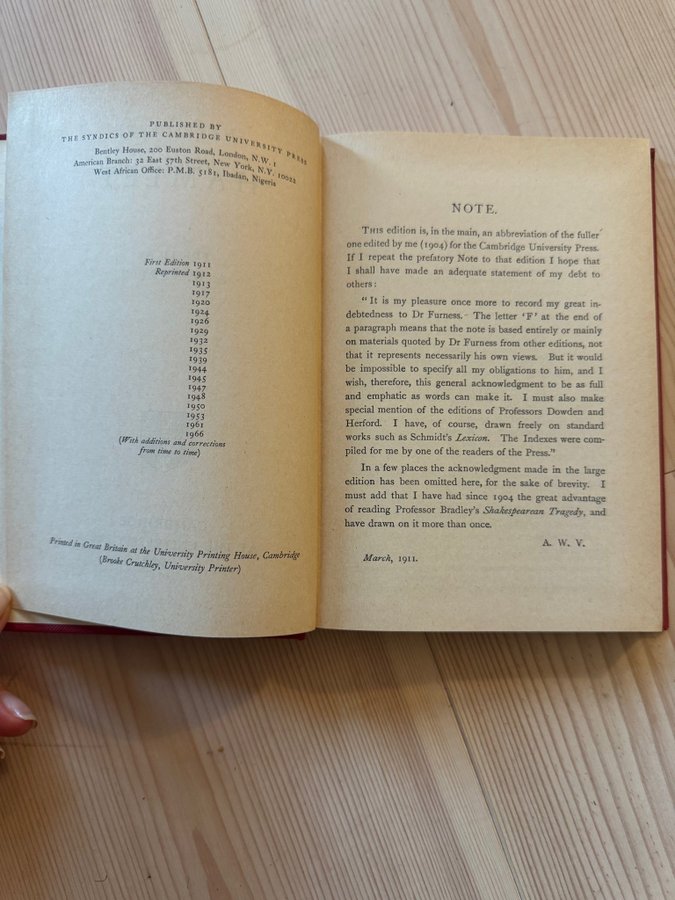 PUBLISHED BY
THE SYNDICS OF THE CAMBRIDGE UNIVERSITY PRESS
Bentley House, 200 Euston Road, London, N.W. 1
American Branch: 32 East 57th Street, New York, N.Y. 10022
West African Office: P.M.B. 5181, Ibadan, Nigeria
First Edition 1911
Reprinted 1912
1913
1917
1920
1924
1926
1929
1932
1935
1939
1944
1945
1947
1948
1950
1953
1961
1966
(With additions and corrections
from time to time)
Printed in Great Britain at the University Printing House, Cambridge
(Brooke Crutchley, University Printer)
NOTE.
THIS edition is, in the main, an abbreviation of the fuller
one edited by me (1904) for the Cambridge University Press.
If I repeat the prefatory Note to that edition I hope that
I shall have made an adequate statement of my debt to
others:
"It is my pleasure once more to record my great in-
debtedness to Dr Furness. The letter 'F' at the end of
a paragraph means that the note is based entirely or mainly
on materials quoted by Dr Furness from other editions, not
that it represents necessarily his own views. But it would
be impossible to specify all my obligations to him, and I
wish, therefore, this general acknowledgment to be as full
and emphatic as words can make it. I must also make
special mention of the editions of Professors Dowden and
Herford. I have, of course, drawn freely on standard
works such as Schmidt's Lexicon. The Indexes were com-
piled for me by one of the readers of the Press."
In a few places the acknowledgment made in the large
edition has been omitted here, for the sake of brevity. I
must add that I have had since 1904 the great advantage
of reading Professor Bradley's Shakespearean Tragedy, and
have drawn on it more than once.
A. W. V.
March, 1911.